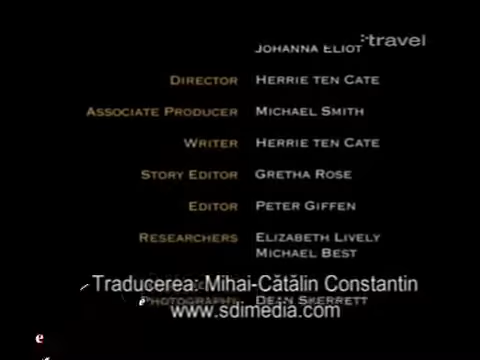 travel
JOHANNA ELIOT
DIRECTOR HERRIE TEN CATE
ASSOCIATE PRODUCER MICHAEL SMITH
WRITER HERRIE TEN CATE
STORY EDITOR GRETHA ROSE
EDITOR PETER GIFFEN
RESEARCHERS ELIZABETH LIVELY
MICHAEL BEST
Traducerea: Mihai-Cătălin Constantin
PHOTOGRAPHY DEAN SKERRETT
www.sdimedia.com
e